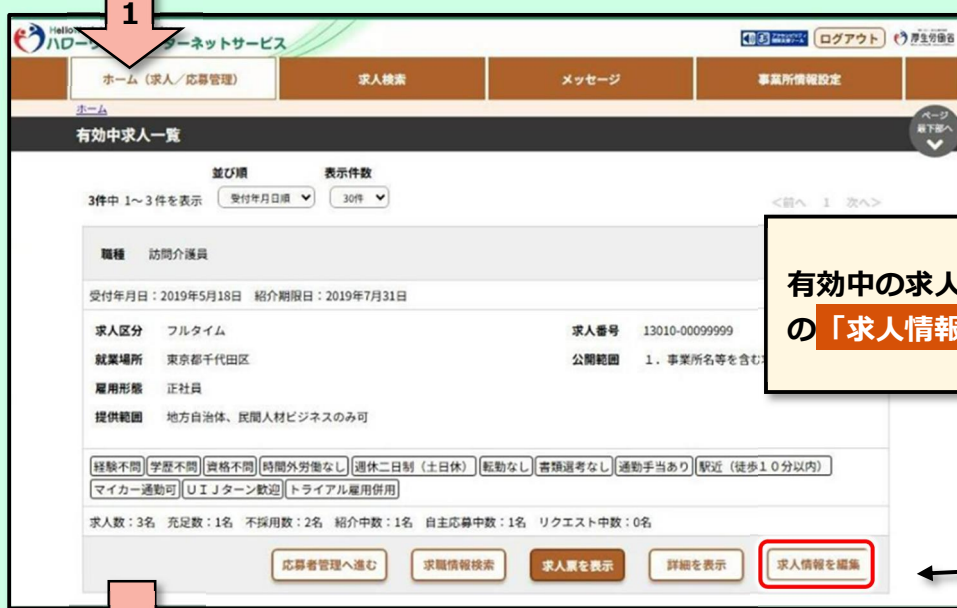 1
ハローワ ターネットサービス
ログアウト
厚生労働省
ホーム（求人／応募管理）
求人検索
メッセージ
事業所情報設定
ホーム
有効中求人一覧
ページ
最下部へ
並び順
表示件数
3件中 1～3件を表示
受付年月日順
30件
<前へ 1 次へ>
職種 訪問介護員
受付年月日：2019年5月18日 紹介期限日：2019年7月31日
求人区分 フルタイム
求人番号 13010-00099999
就業場所 東京都千代田区
公開範囲 １．事業所名等を含む
雇用形態 正社員
提供範囲 地方自治体、民間人材ビジネスのみ可
有効中の求人
の「求人情報
経験不問 学歴不問 資格不問 時間外労働なし 週休二日制（土日休） 転勤なし 書類選考なし 通勤手当あり 駅近（徒歩１０分以内）
マイカー通勤可 ＵＩＪターン歓迎 トライアル雇用併用
求人数：3名 充足数：1名 不採用数：2名 紹介中数：1名 自主応募中数：1名 リクエスト中数：0名
応募者管理へ進む
求職情報検索
求人票を表示
詳細を表示
求人情報を編集